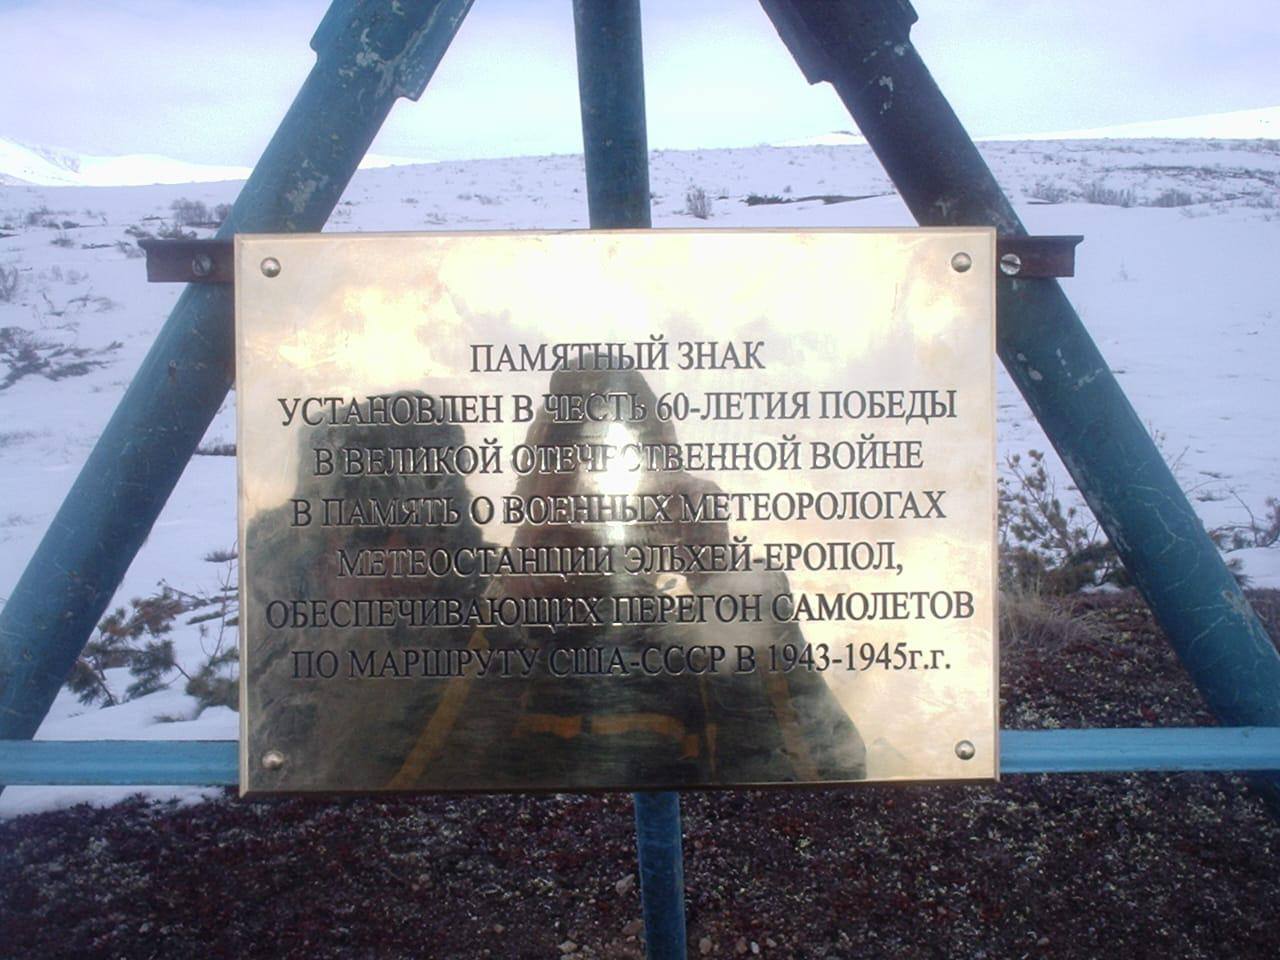 ПАМЯТНЫЙ ЗНАК
УСТАНОВЛЕН В ЧЕСТЬ 60-ЛЕТИЯ ПОБЕДЫ
В ВЕЛИКОЙ ОТЕЧЕСТВЕННОЙ ВОЙНЕ
В ПАМЯТЬ О ВОЕННЫХ МЕТЕОРОЛОГАХ
МЕТЕОСТАНЦИИ ЭЛЬХЕЙ-ЕРОПОЛ,
ОБЕСПЕЧИВАЮЩИХ ПЕРЕГОН САМОЛЕТОВ
ПО МАРШРУТУ США-СССР В 1943-1945г.г.